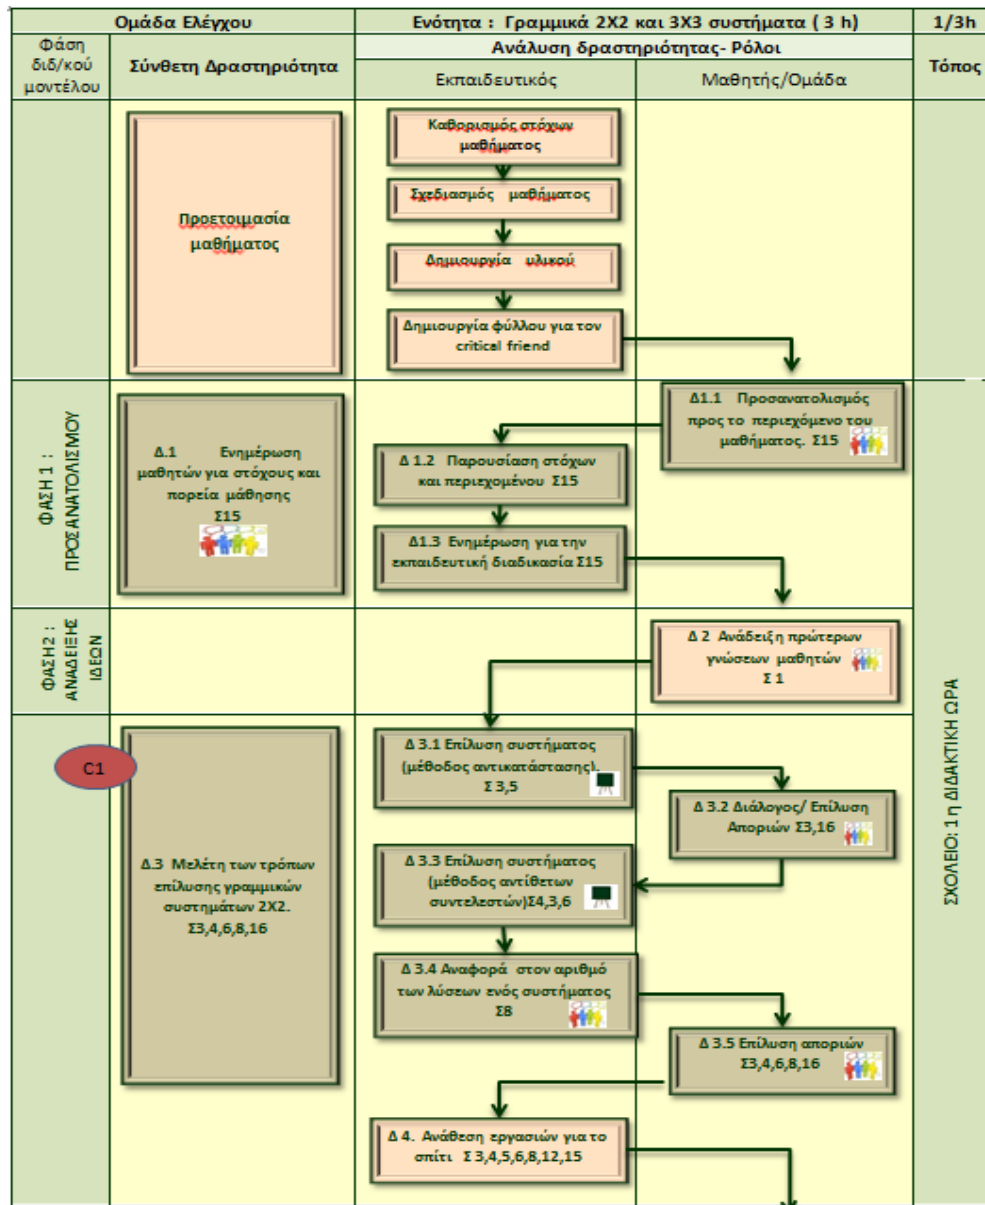 Ομάδα Ελέγχου
Ενότητα : Γραμμικά 2Χ2 και 3Χ3 συστήματα ( 3 h)
1/3h
Φάση
διδ/κού
μοντέλου
Σύνθετη Δραστηριότητα
Ανάλυση δραστηριότητας- Ρόλοι
Εκπαιδευτικός
Μαθητής/Ομάδα
Τόπος
Προετοιμασία
μαθήματος
Καθορισμός στόχων
μαθήματος
Σχεδιασμός μαθήματος
Δημιουργία υλικού
Δημιουργία φύλλου για τον
critical friend
ΦΑΣΗ 1 :
ΠΡΟΣΑΝΑΤΟΛΙΣΜΟΥ
Δ.1 Ενημέρωση
μαθητών για στόχους και
πορεία μάθησης
Σ15
Δ1.1 Προσανατολισμός
προς το περιεχόμενο του
μαθήματος. Σ15
Δ 1.2 Παρουσίαση στόχων
και περιεχομένου Σ15
Δ1.3 Ενημέρωση για την
εκπαιδευτική διαδικασία Σ15
ΦΑΣΗ2 :
ΑΝΑΔΕΙΞΗΣ
ΙΔΕΩΝ
Δ 2 Ανάδειξη πρώτερων
γνώσεων μαθητών
Σ 1
C1
Δ.3 Μελέτη των τρόπων
επίλυσης γραμμικών
συστημάτων 2Χ2.
Σ3,4,6,8,16
Δ 3.1 Επίλυση συστήματος
(μέθοδος αντικατάστασης).
Σ 3,5
Δ 3.2 Διάλογος/ Επίλυση
Αποριών Σ3,16
Δ 3.3 Επίλυση συστήματος
(μέθοδος αντίθετων
συντελεστών)Σ4,3,6
Δ 3.4 Αναφορά στον αριθμό
των λύσεων ενός συστήματος
Σ8
Δ 3.5 Επίλυση αποριών
Σ3,4,6,8,16
Δ 4. Ανάθεση εργασιών για το
σπίτι Σ 3,4,5,6,8,12,15
ΣΧΟΛΕΙΟ: 1η ΔΙΔΑΚΤΙΚΗ ΩΡΑ